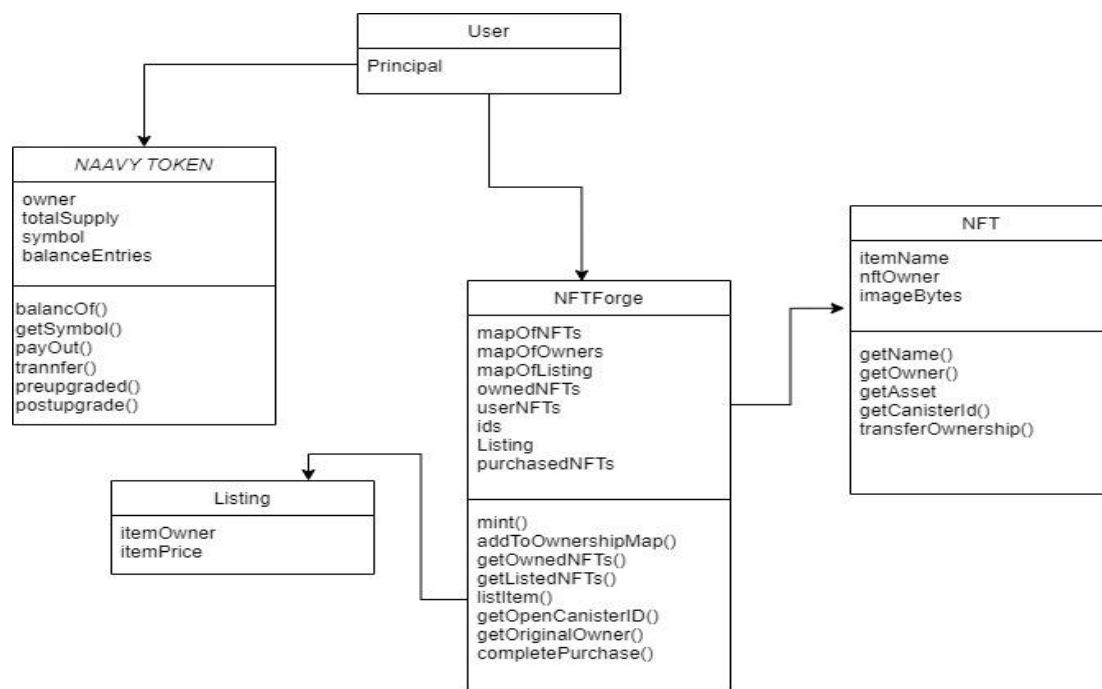 User
Principal
NAAVY TOKEN
owner
totalSupply
symbol
balanceEntries
balancOf()
getSymbol()
payOut()
trannfer()
preupgraded()
postupgrade()
NFT
itemName
nftOwner
imageBytes
getName()
getOwner()
getAsset
getCanisterId()
transferOwnership()
NFTForge
mapOfNFTs
mapOfOwners
mapOfListing
ownedNFTs
userNFTs
ids
Listing
purchasedNFTs
mint()
addToOwnershipMap()
getOwnedNFTs()
getListedNFTs()
listItem()
getOpenCanisterID()
getOriginalOwner()
completePurchase()
Listing
itemOwner
itemPrice